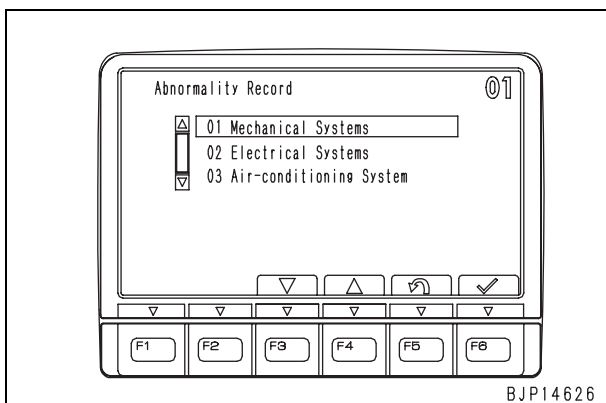 Abnormality Record 01
01 Mechanical Systems
02 Electrical Systems
03 Air-conditioning System
F1 F2 F3 F4 F5 F6
BJP14626